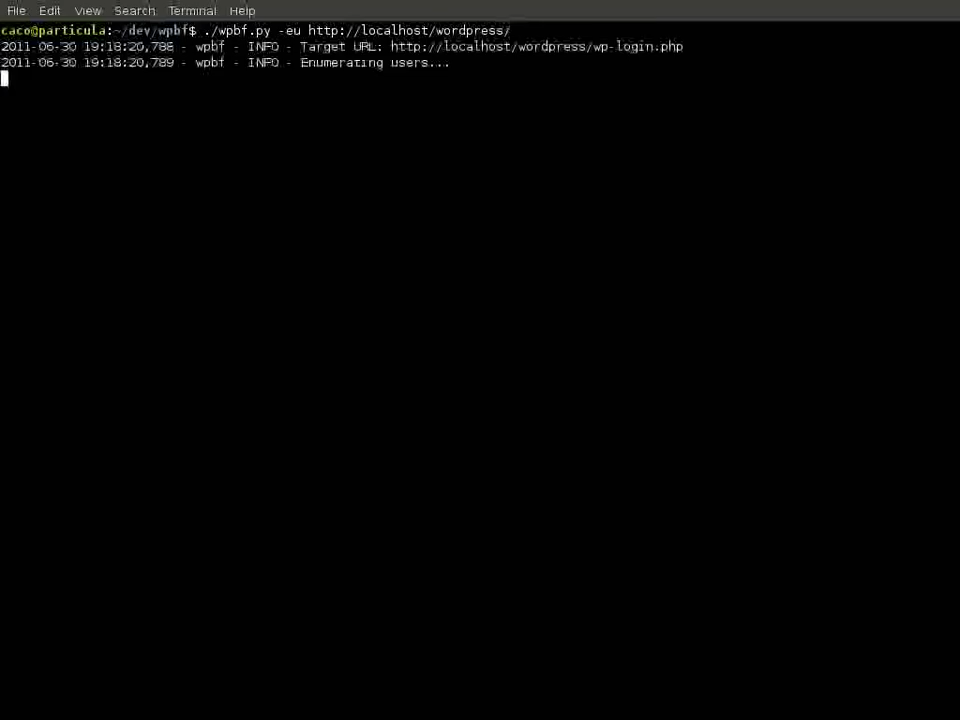 File Edit View Search Terminal Help
caco@particula:~/dev/wpbf$ ./wpbf.py -eu http://localhost/wordpress/
2011-06-30 19:18:20,788 - wpbf - INFO - Target URL: http://localhost/wordpress/wp-login.php
2011-06-30 19:18:20,789 - wpbf - INFO - Enumerating users...